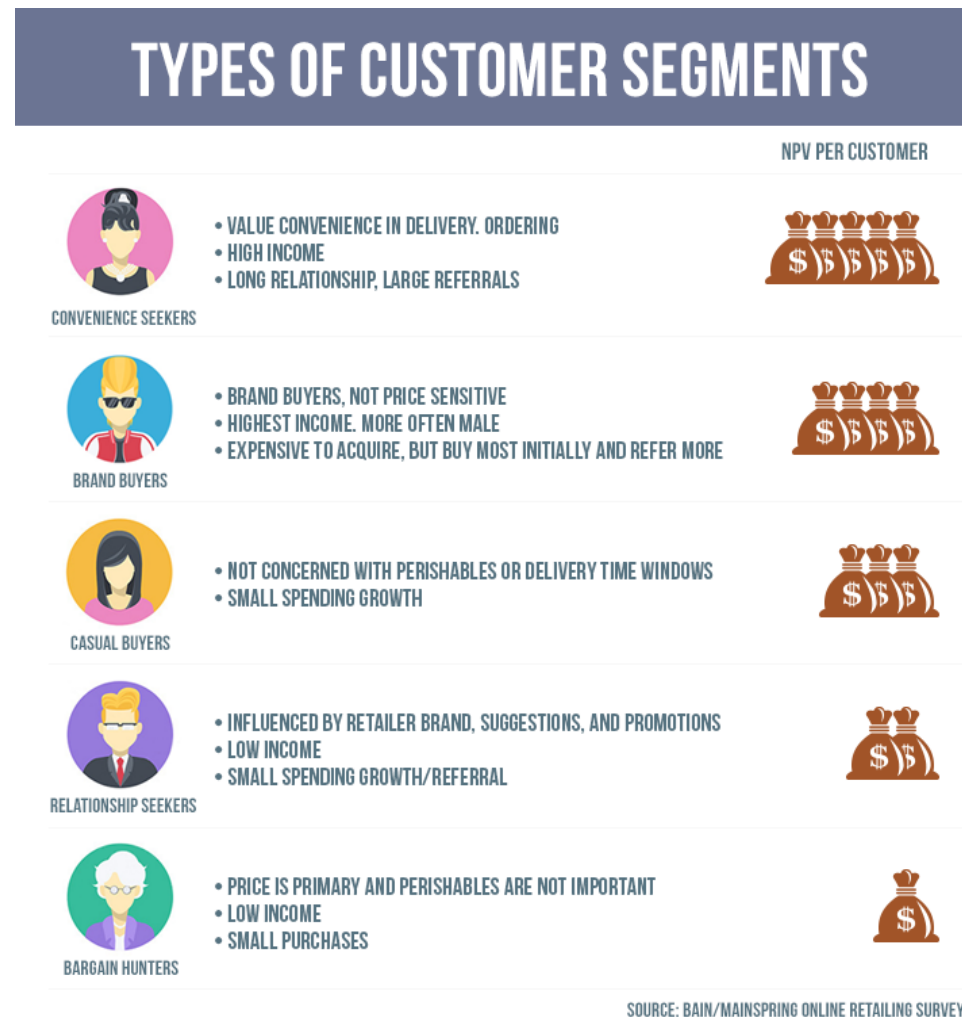 TYPES OF CUSTOMER SEGMENTS
NPV PER CUSTOMER
• VALUE CONVENIENCE IN DELIVERY. ORDERING
• HIGH INCOME
• LONG RELATIONSHIP, LARGE REFERRALS
$ $ $ $ $
CONVENIENCE SEEKERS
• BRAND BUYERS, NOT PRICE SENSITIVE
• HIGHEST INCOME. MORE OFTEN MALE
• EXPENSIVE TO ACQUIRE, BUT BUY MOST INITIALLY AND REFER MORE
$ $ $ $
BRAND BUYERS
• NOT CONCERNED WITH PERISHABLES OR DELIVERY TIME WINDOWS
• SMALL SPENDING GROWTH
$ $ $
CASUAL BUYERS
• INFLUENCED BY RETAILER BRAND, SUGGESTIONS, AND PROMOTIONS
• LOW INCOME
• SMALL SPENDING GROWTH/REFERRAL
$ $
RELATIONSHIP SEEKERS
• PRICE IS PRIMARY AND PERISHABLES ARE NOT IMPORTANT
• LOW INCOME
• SMALL PURCHASES
$
BARGAIN HUNTERS
SOURCE: BAIN/MAINSPRING ONLINE RETAILING SURVEY